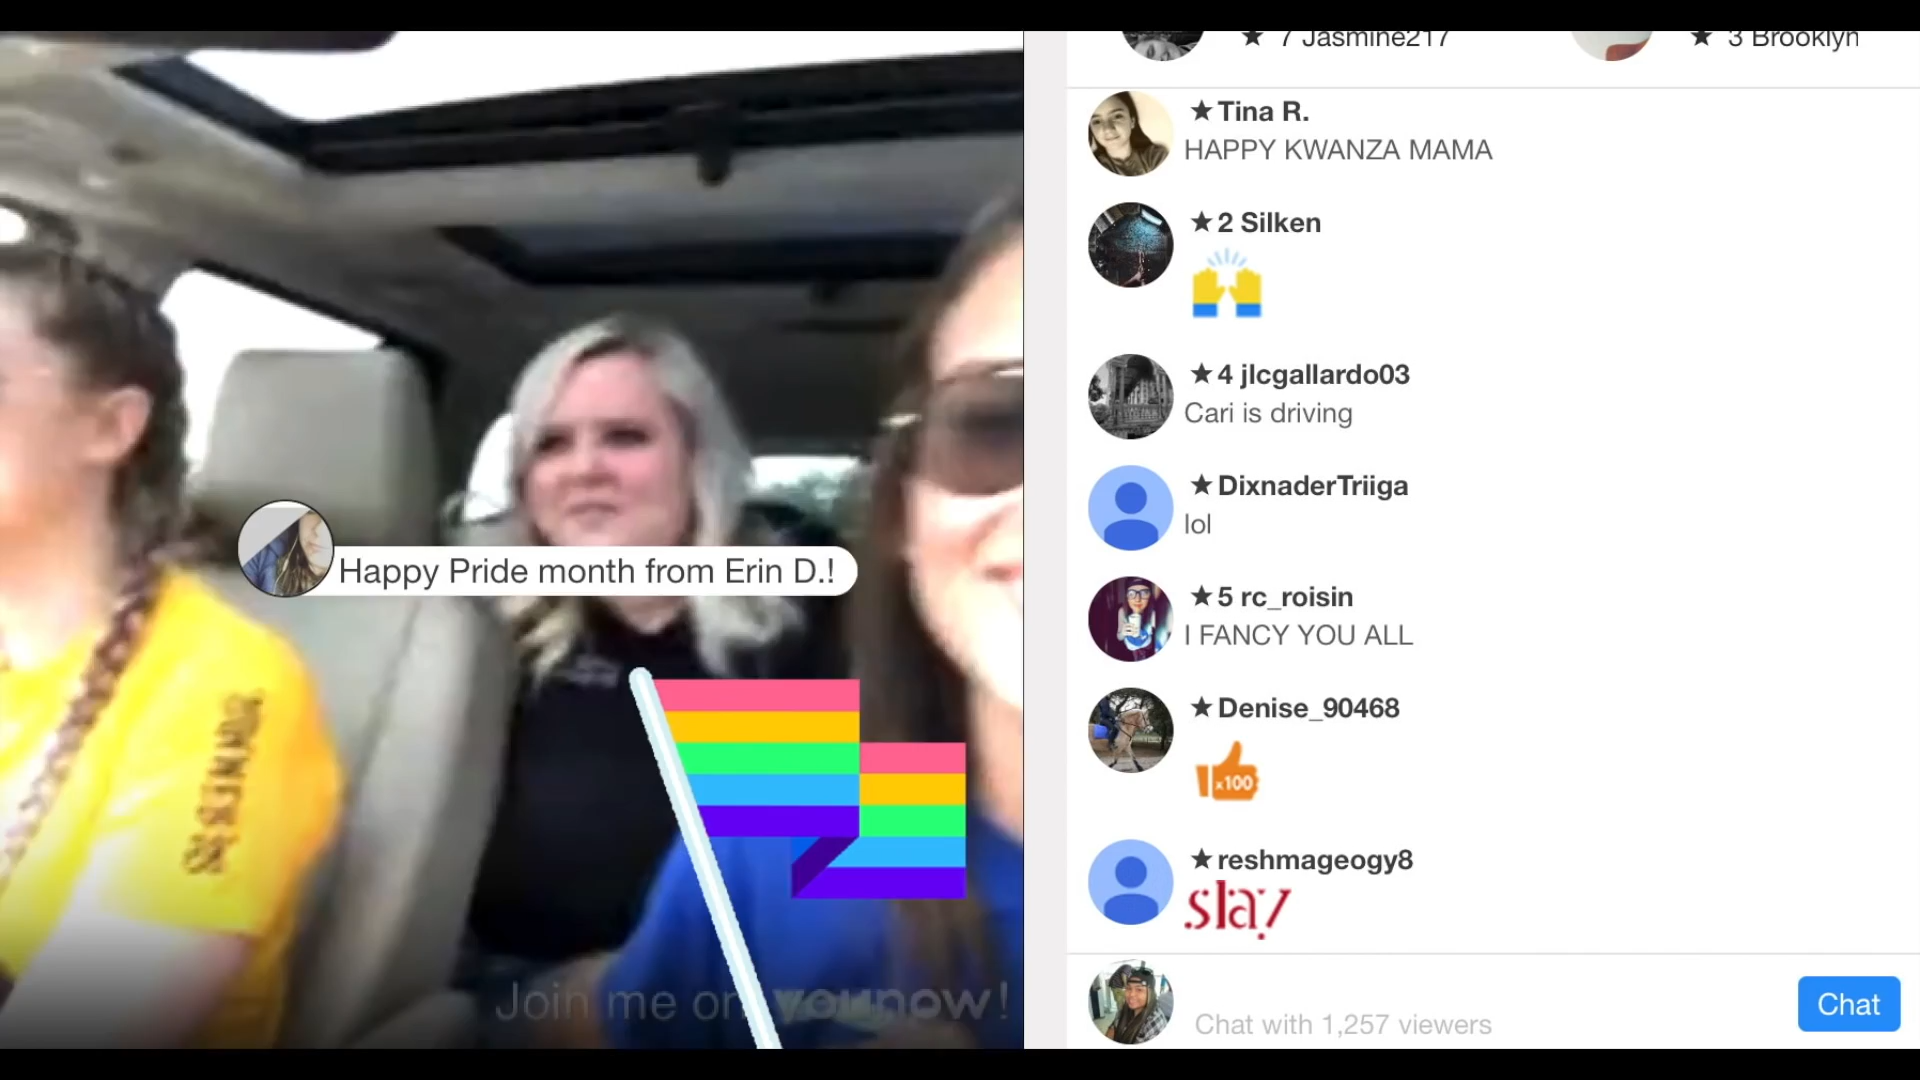 ★ 7 Jasmine217
★ 3 Brooklyn
★ Tina R.
HAPPY KWANZA MAMA
★ 2 Silken
★ 4 jlcgallardo03
Cari is driving
★ DixnaderTriiga
lol
★ 5 rc_roisin
I FANCY YOU ALL
★ Denise_90468
x100
★ reshmageogy8
slay
Chat with 1,257 viewers
Chat
Happy Pride month from Erin D.!
Join me on younow!